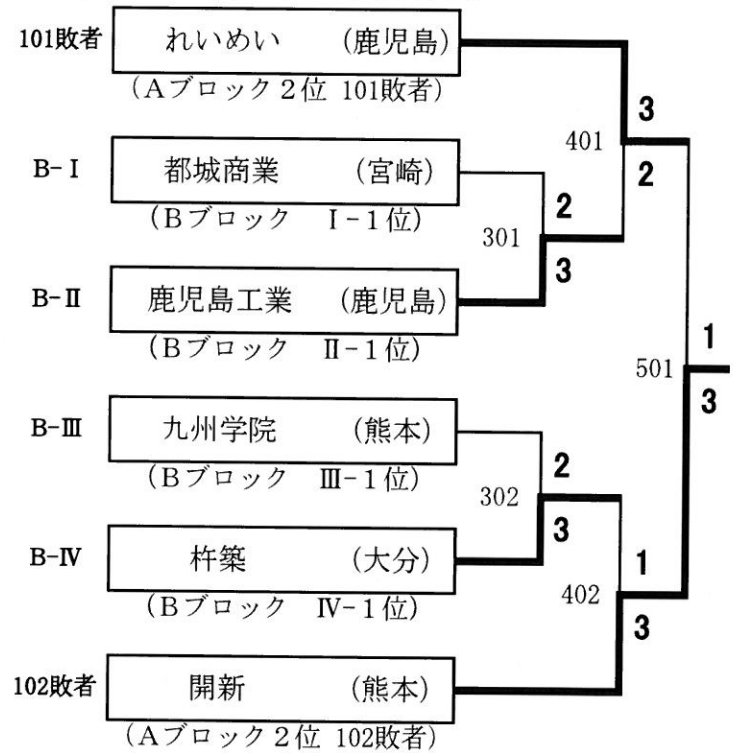 101敗者 れいめい (鹿児島)
(Aブロック2位 101敗者)
3
401
2
B-Ⅰ 都城商業 (宮崎)
(Bブロック Ⅰ-1位)
2
301
3
B-Ⅱ 鹿児島工業 (鹿児島)
(Bブロック Ⅱ-1位)
1
501
3
B-Ⅲ 九州学院 (熊本)
(Bブロック Ⅲ-1位)
2
302
3
B-Ⅳ 杵築 (大分)
(Bブロック Ⅳ-1位)
1
402
3
102敗者 開新 (熊本)
(Aブロック2位 102敗者)